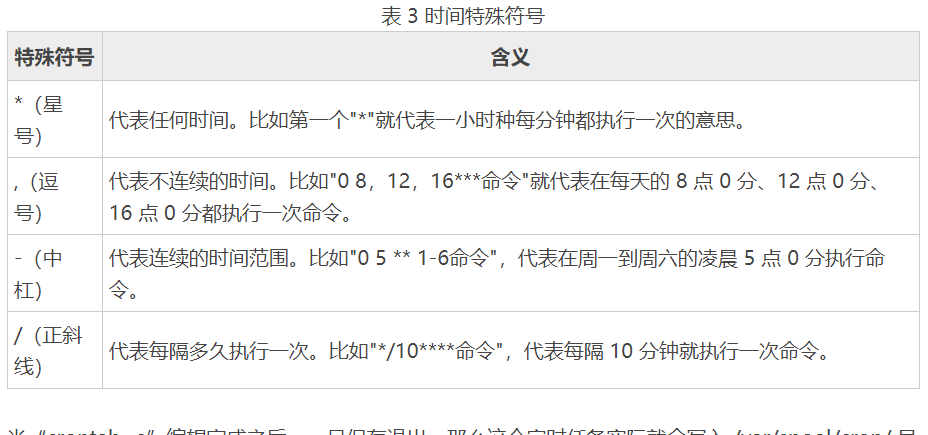 表 3 时间特殊符号
特殊符号 含义
* （星
号）
代表任何时间。比如第一个"*"就代表一小时种每分钟都执行一次的意思。
,（逗
号）
代表不连续的时间。比如"0 8，12，16***命令"就代表在每天的 8 点 0 分、12 点 0 分、
16 点 0 分都执行一次命令。
-（中
杠）
代表连续的时间范围。比如"0 5 ** 1-6命令"，代表在周一到周六的凌晨 5 点 0 分执行命
令。
/（正斜
线）
代表每隔多久执行一次。比如"*/10****命令"，代表每隔 10 分钟就执行一次命令。